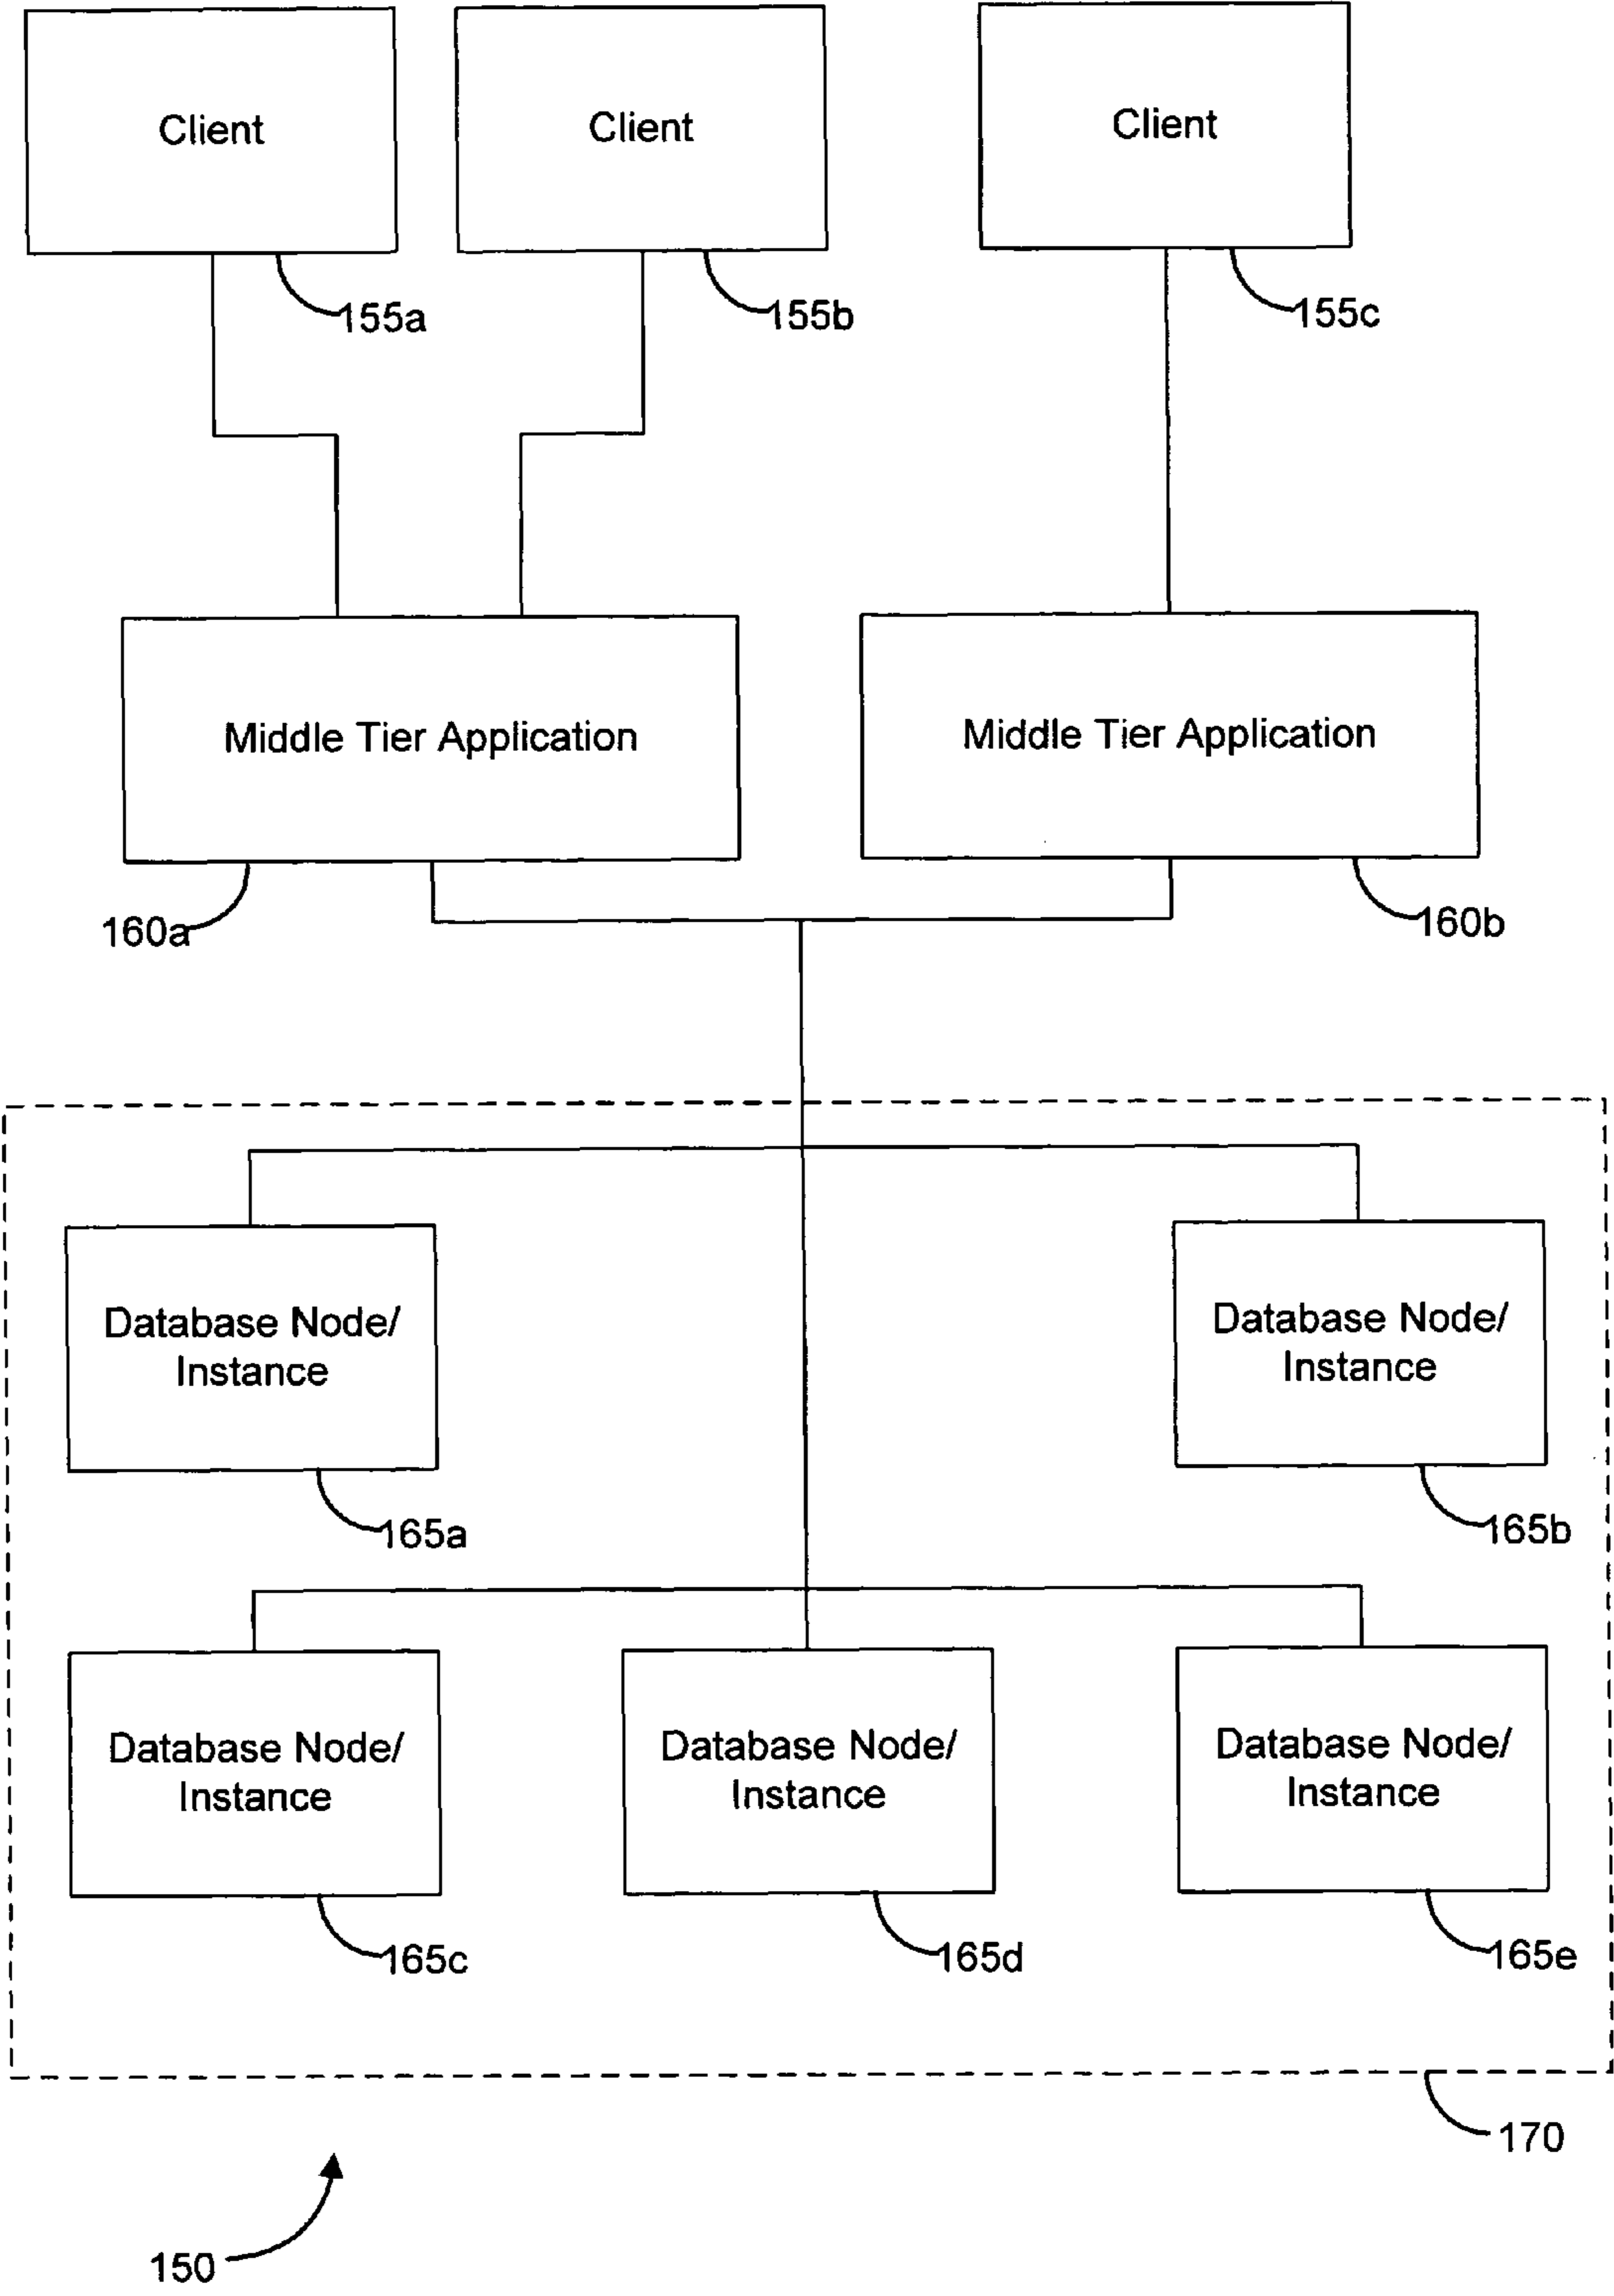 Client
Client
Client
155a
155b
155c
Middle Tier Application
Middle Tier Application
160a
160b
Database Node/
Instance
Database Node/
Instance
165a
165b
Database Node/
Instance
Database Node/
Instance
Database Node/
Instance
165c
165d
165e
170
150